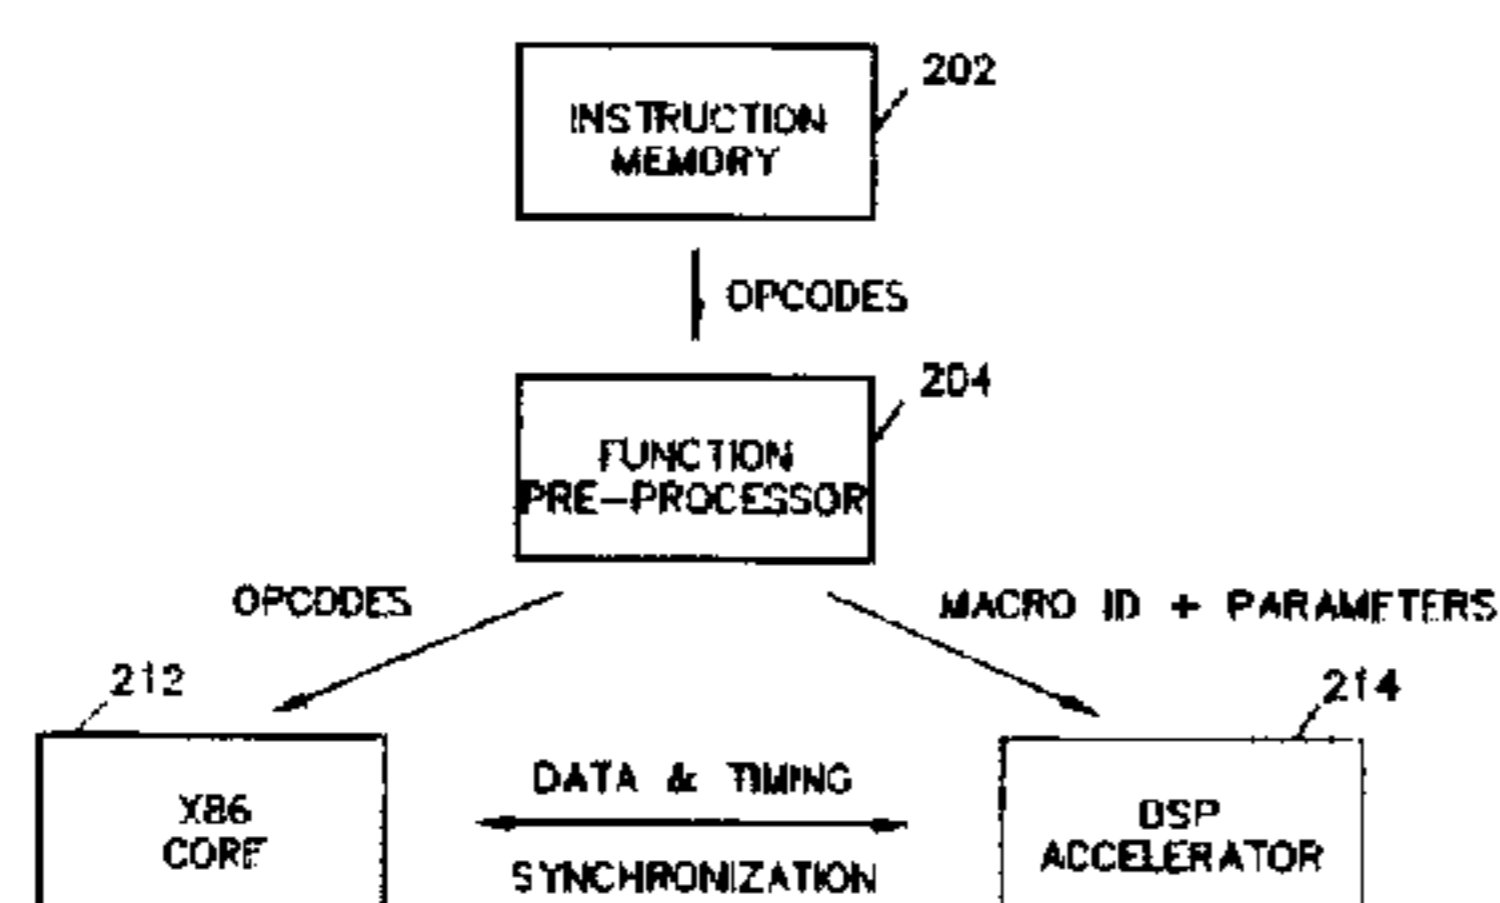 202
INSTRUCTION
MEMORY
OPCODES
204
FUNCTION
PRE-PROCESSOR
OPCODES
MACRO ID + PARAMETERS
212
214
X86
CORE
DATA & TIMING
SYNCHRONIZATION
DSP
ACCELERATOR